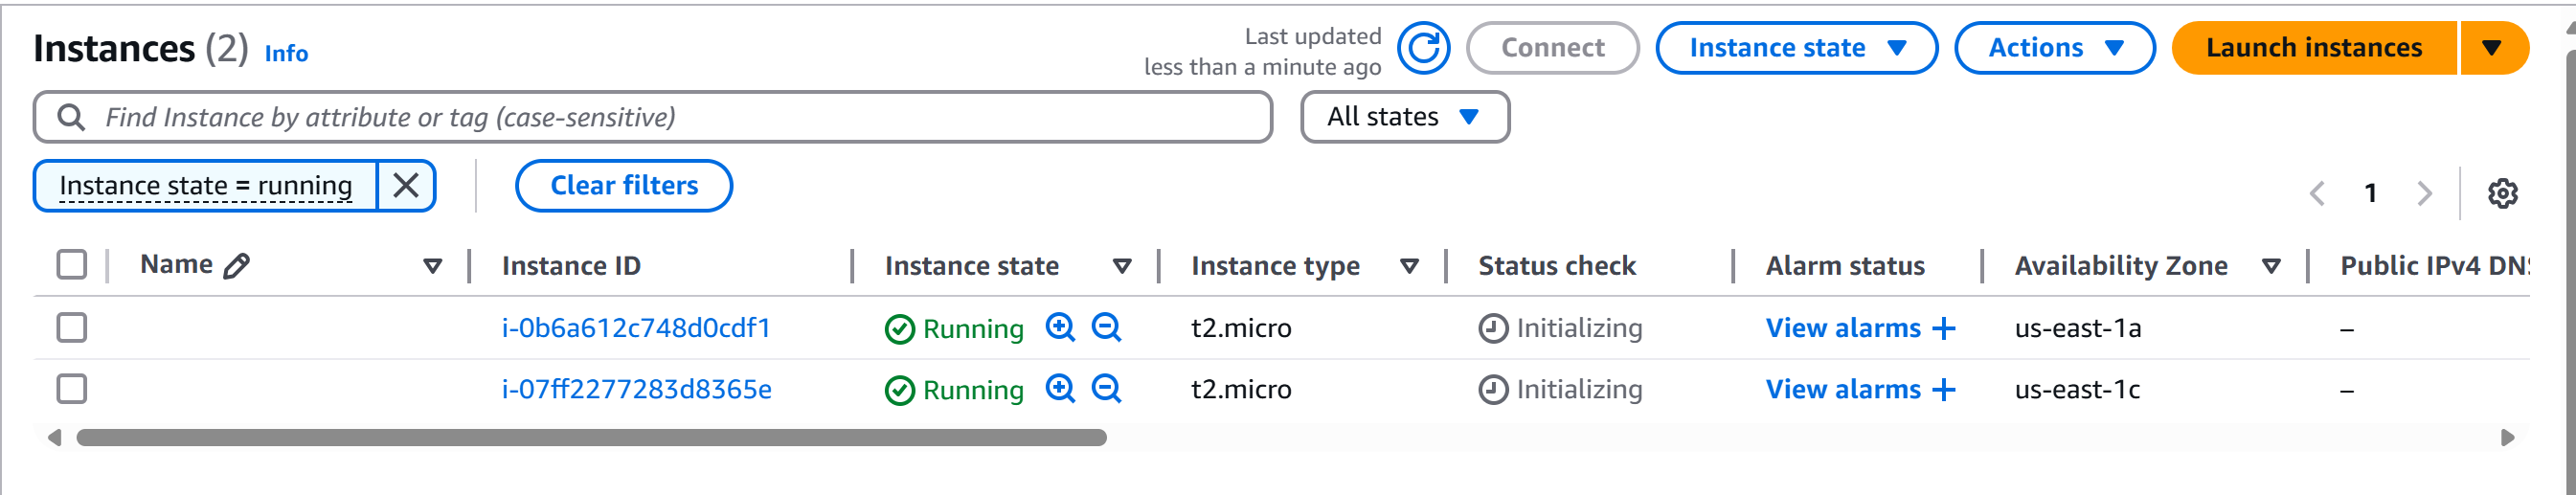 Instances (2) Info
Last updated
less than a minute ago
Connect
Instance state
Actions
Launch instances
Find Instance by attribute or tag (case-sensitive)
All states
Instance state = running
Clear filters
1
Name Instance ID Instance state Instance type Status check Alarm status Availability Zone Public IPv4 DN
i-0b6a612c748d0cdf1 Running t2.micro Initializing View alarms + us-east-1a –
i-07ff2277283d8365e Running t2.micro Initializing View alarms + us-east-1c –